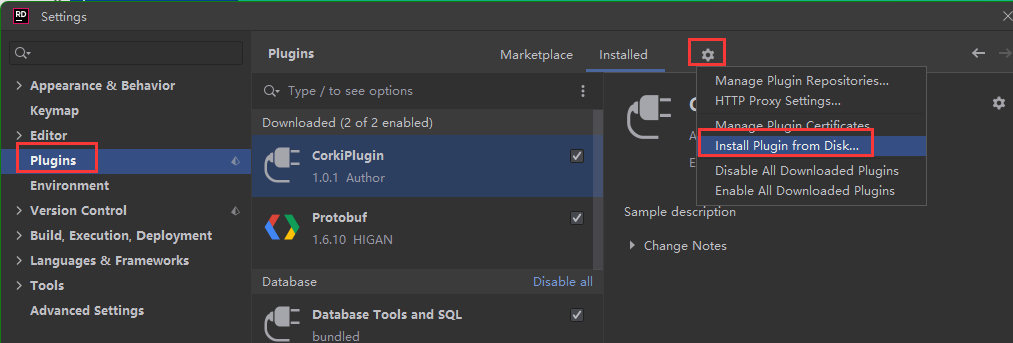 RD
Settings
Appearance & Behavior
Keymap
Editor
Plugins
Environment
Version Control
Build, Execution, Deployment
Languages & Frameworks
Tools
Advanced Settings
Plugins
Marketplace
Installed
Type / to see options
Downloaded (2 of 2 enabled)
CorkiPlugin
1.0.1 Author
Protobuf
1.6.10 HIGAN
Database
Disable all
Database Tools and SQL
bundled
Manage Plugin Repositories...
HTTP Proxy Settings...
Manage Plugin Certificates
Install Plugin from Disk...
Disable All Downloaded Plugins
Enable All Downloaded Plugins
Sample description
Change Notes